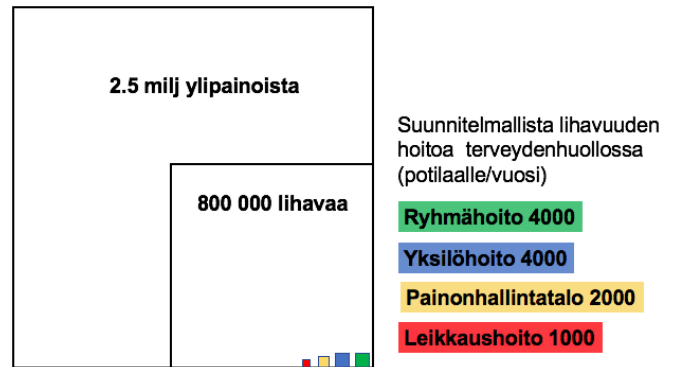 2.5 milj ylipainoista
800 000 lihavaa
Suunnitelmallista lihavuuden
hoitoa terveydenhuollossa
(potilaalle/vuosi)
Ryhmähoito 4000
Yksilöhoito 4000
Painonhallintatalo 2000
Leikkaushoito 1000